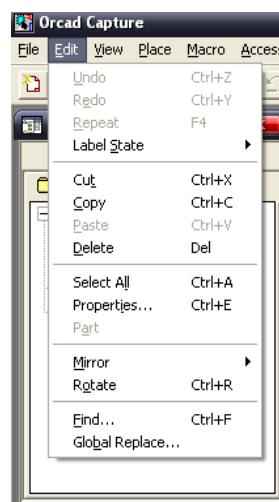 Orcad Capture
File Edit View Place Macro Access
Undo Ctrl+Z
Redo Ctrl+Y
Repeat F4
Label State
Cut Ctrl+X
Copy Ctrl+C
Paste Ctrl+V
Delete Del
Select All Ctrl+A
Properties... Ctrl+E
Part
Mirror
Rotate Ctrl+R
Find... Ctrl+F
Global Replace...